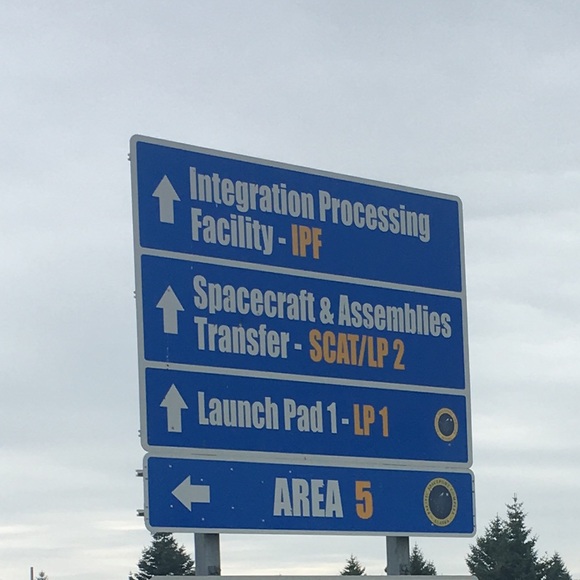 Integration Processing
Facility - IPF
Spacecraft & Assemblies
Transfer - SCAT/LP 2
Launch Pad 1 - LP 1
AREA 5